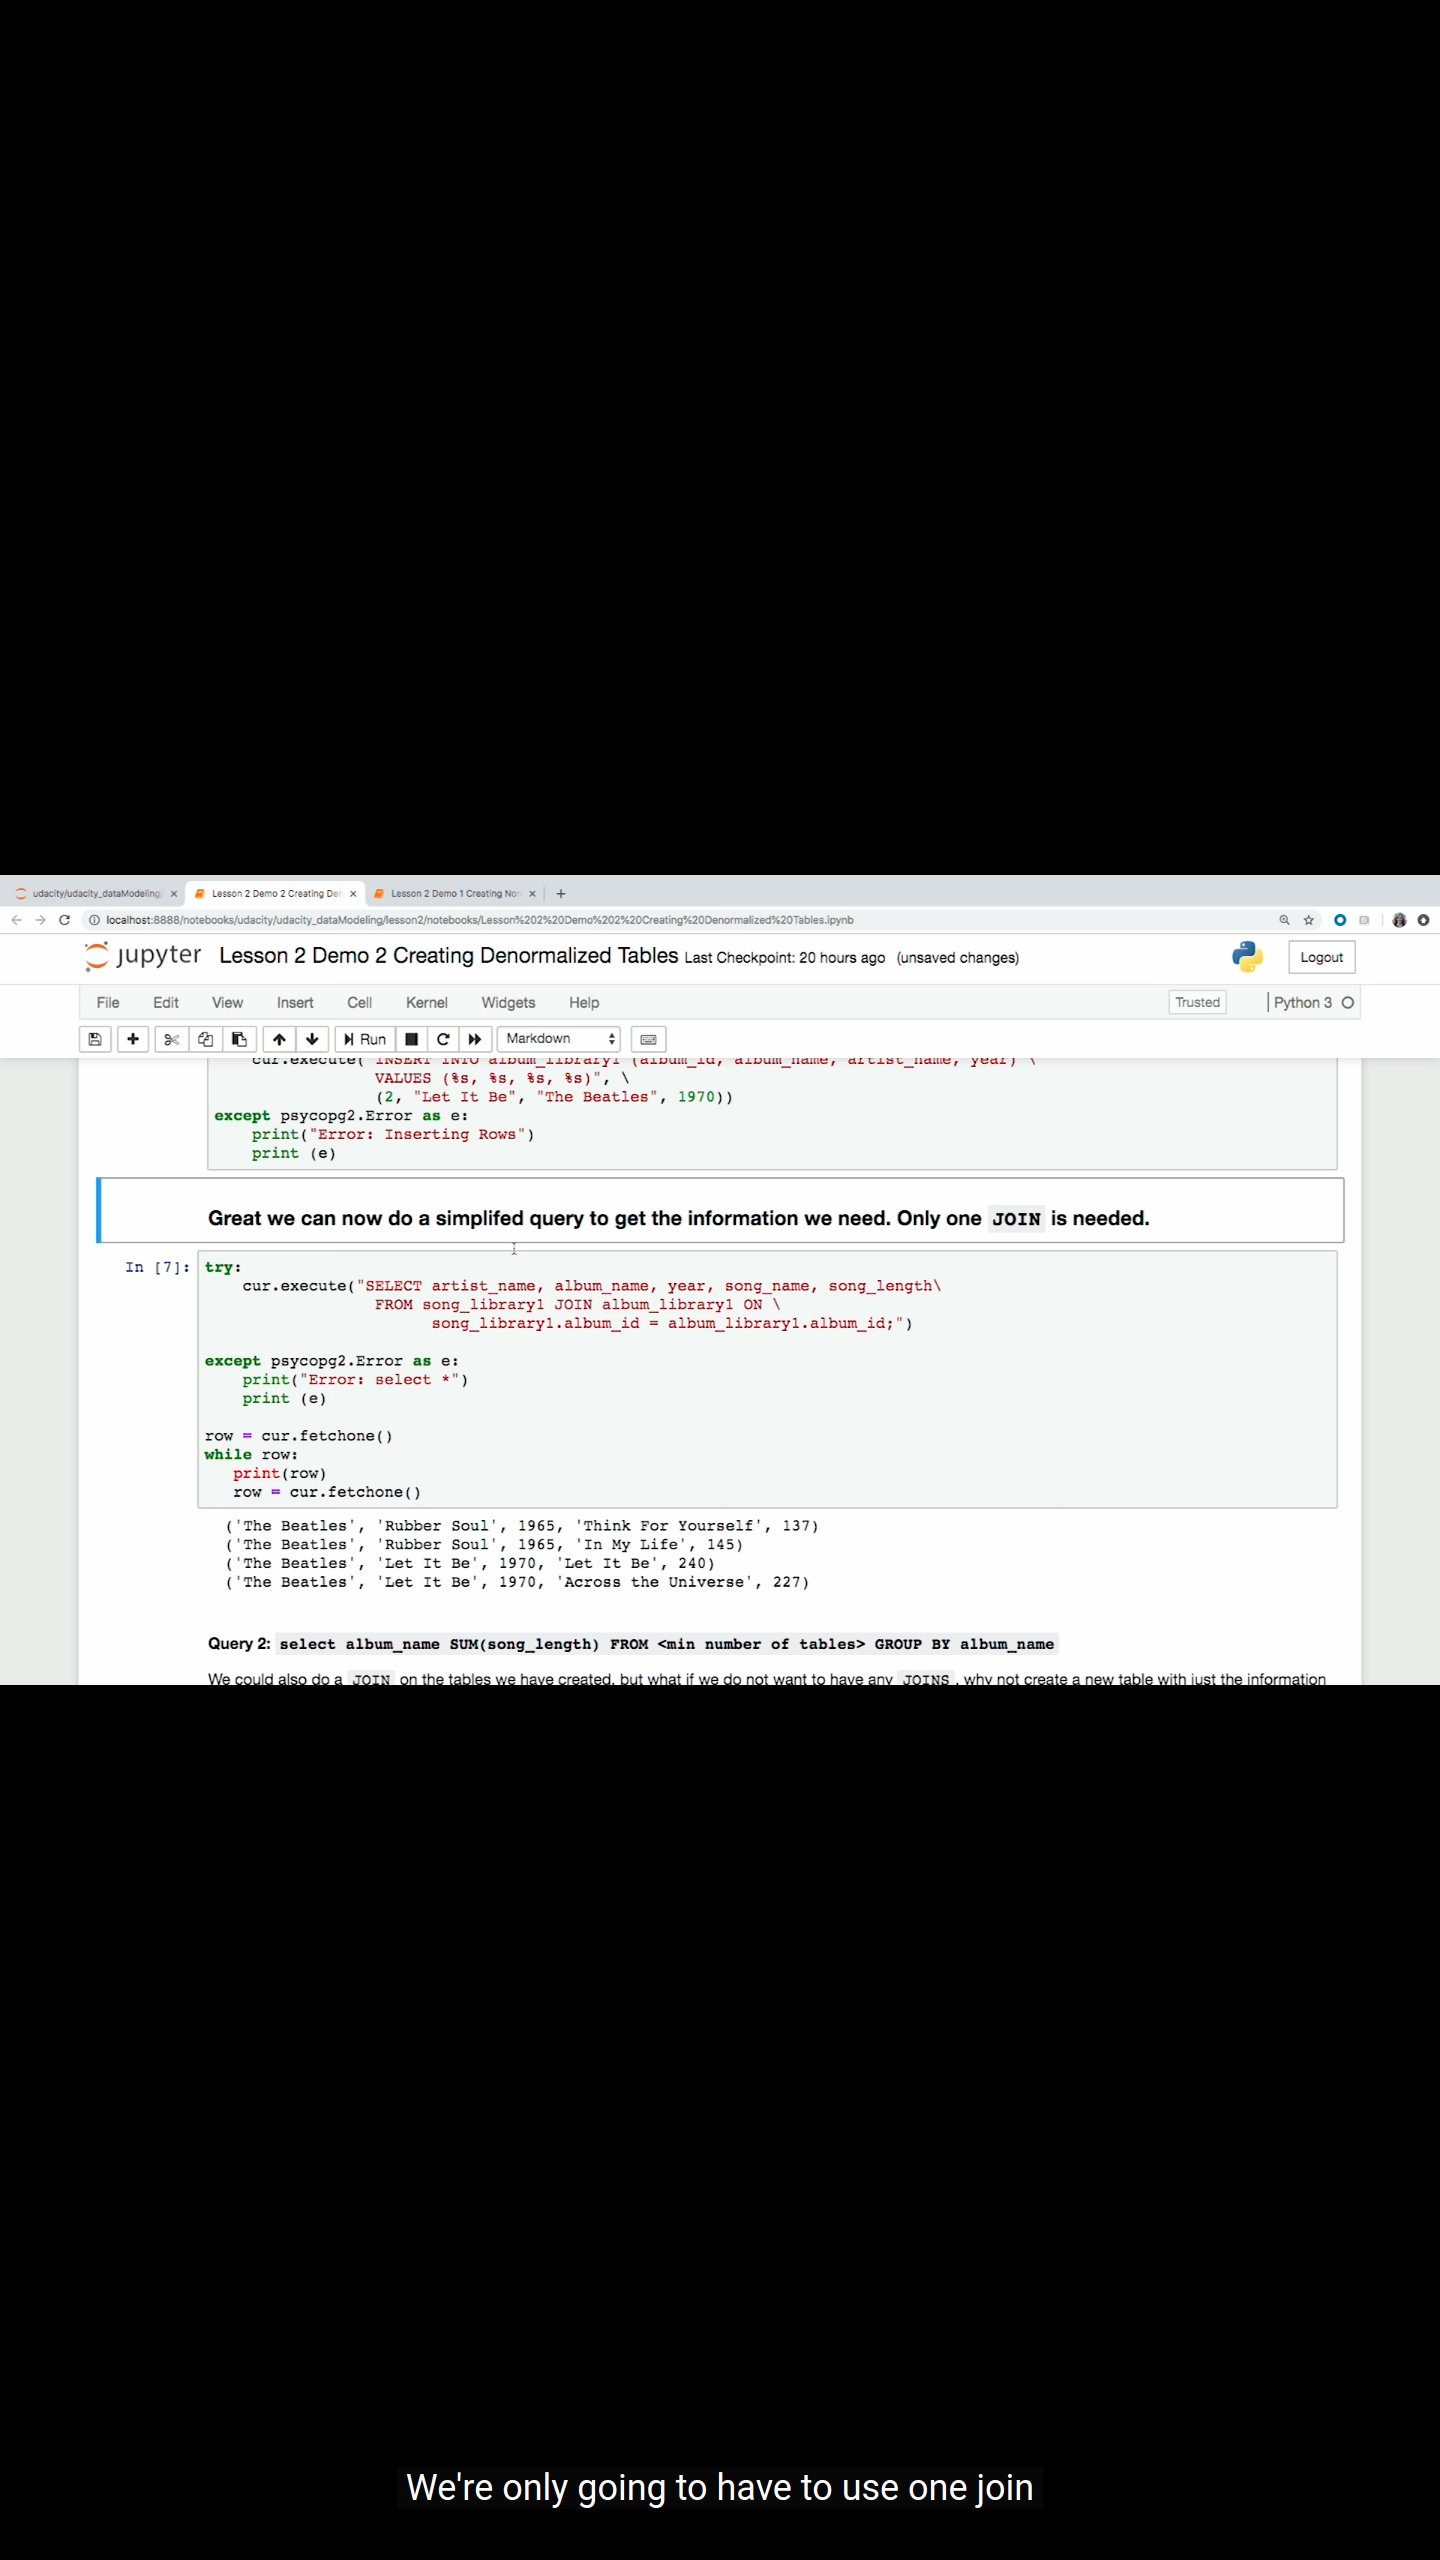 udacity/udacity_dataModeling/
Lesson 2 Demo 2 Creating Den
Lesson 2 Demo 1 Creating Nor
localhost:8888/notebooks/udacity/udacity_dataModeling/lesson2/notebooks/Lesson%202%20Demo%202%20Creating%20Denormalized%20Tables.ipynb
jupyter Lesson 2 Demo 2 Creating Denormalized Tables Last Checkpoint: 20 hours ago (unsaved changes) Logout
File Edit View Insert Cell Kernel Widgets Help Trusted Python 3
Run Markdown
cur.execute("INSERT INTO album_library1 (album_id, album_name, artist_name, year) \
VALUES (%s, %s, %s, %s)", \
(2, "Let It Be", "The Beatles", 1970))
except psycopg2.Error as e:
print("Error: Inserting Rows")
print (e)
Great we can now do a simplifed query to get the information we need. Only one JOIN is needed.
In [7]: try:
cur.execute("SELECT artist_name, album_name, year, song_name, song_length\
FROM song_library1 JOIN album_library1 ON \
song_library1.album_id = album_library1.album_id;")
except psycopg2.Error as e:
print("Error: select *")
print (e)
row = cur.fetchone()
while row:
print(row)
row = cur.fetchone()
('The Beatles', 'Rubber Soul', 1965, 'Think For Yourself', 137)
('The Beatles', 'Rubber Soul', 1965, 'In My Life', 145)
('The Beatles', 'Let It Be', 1970, 'Let It Be', 240)
('The Beatles', 'Let It Be', 1970, 'Across the Universe', 227)
Query 2: select album_name SUM(song_length) FROM <min number of tables> GROUP BY album_name
We could also do a JOIN on the tables we have created, but what if we do not want to have any JOINS, why not create a new table with just the information
We're only going to have to use one join